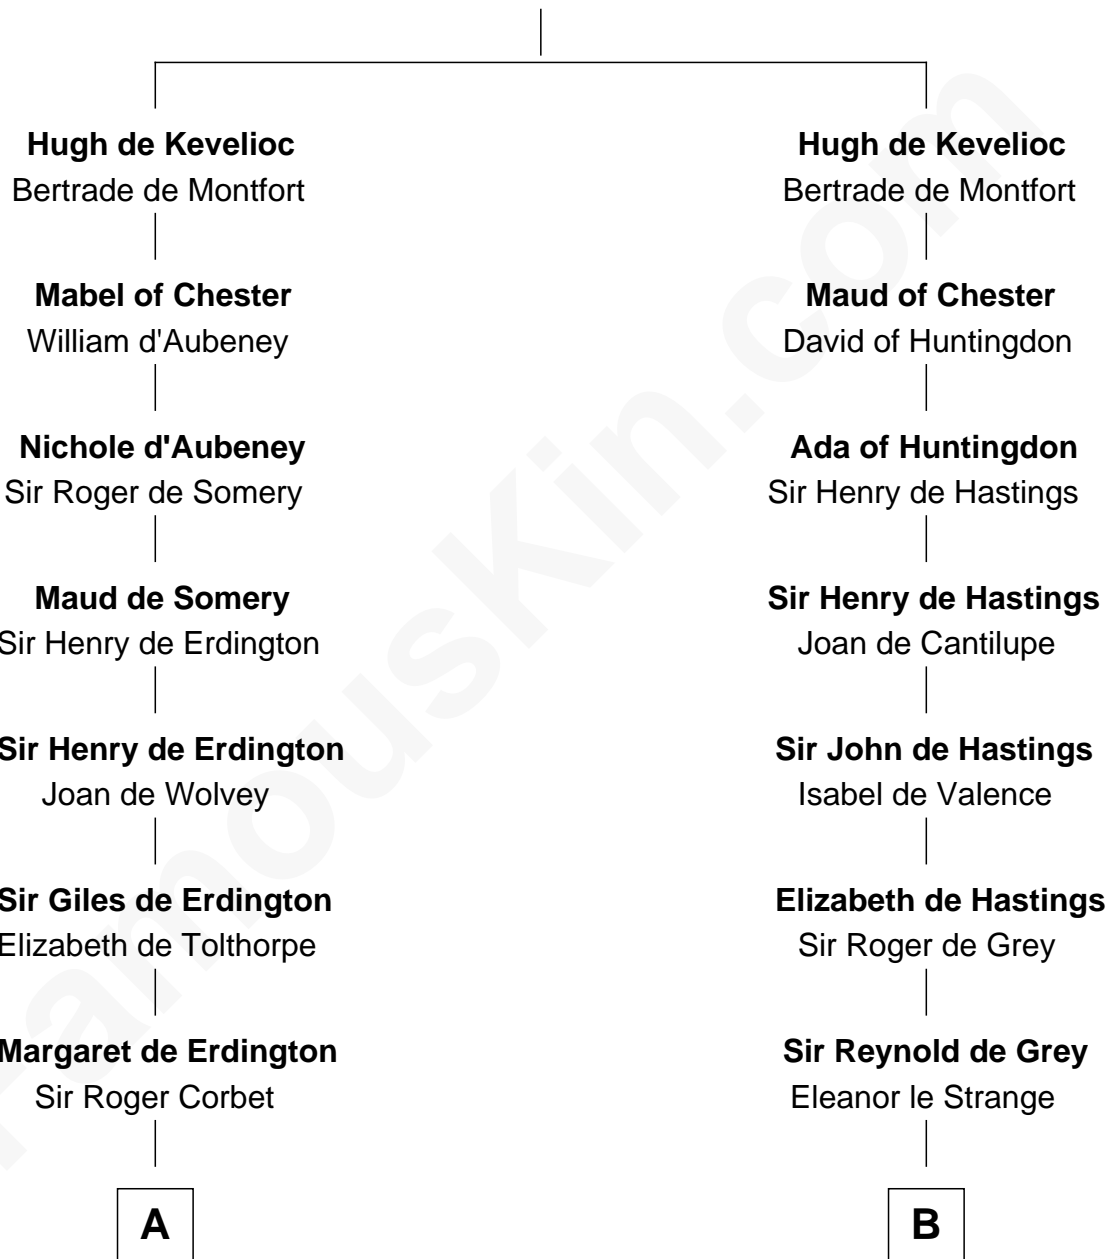 Hugh de Kevelioc
Bertrade de Montfort
Mabel of Chester
William d'Aubeney
Nichole d'Aubeney
Sir Roger de Somery
Maud de Somery
Sir Henry de Erdington
Sir Henry de Erdington
Joan de Wolvey
Sir Giles de Erdington
Elizabeth de Tolthorpe
Margaret de Erdington
Sir Roger Corbet
A
Hugh de Kevelioc
Bertrade de Montfort
Maud of Chester
David of Huntingdon
Ada of Huntingdon
Sir Henry de Hastings
Sir Henry de Hastings
Joan de Cantilupe
Sir John de Hastings
Isabel de Valence
Elizabeth de Hastings
Sir Roger de Grey
Sir Reynold de Grey
Eleanor le Strange
B
FamousKin.com